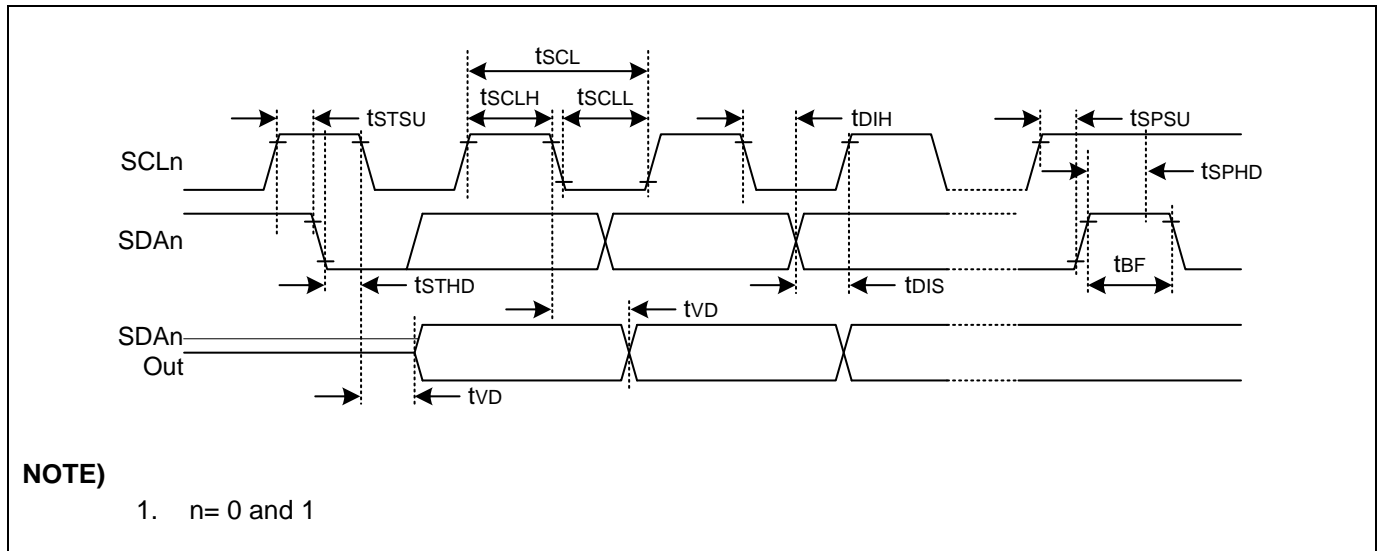 tSCL
tSCLH
tSCLL
tSTSU
tDIH
tSPSU
SCLn
tSPHD
SDAn
tBF
tSTHD
tDIS
tVD
SDAn
Out
tVD
NOTE)
1. n= 0 and 1